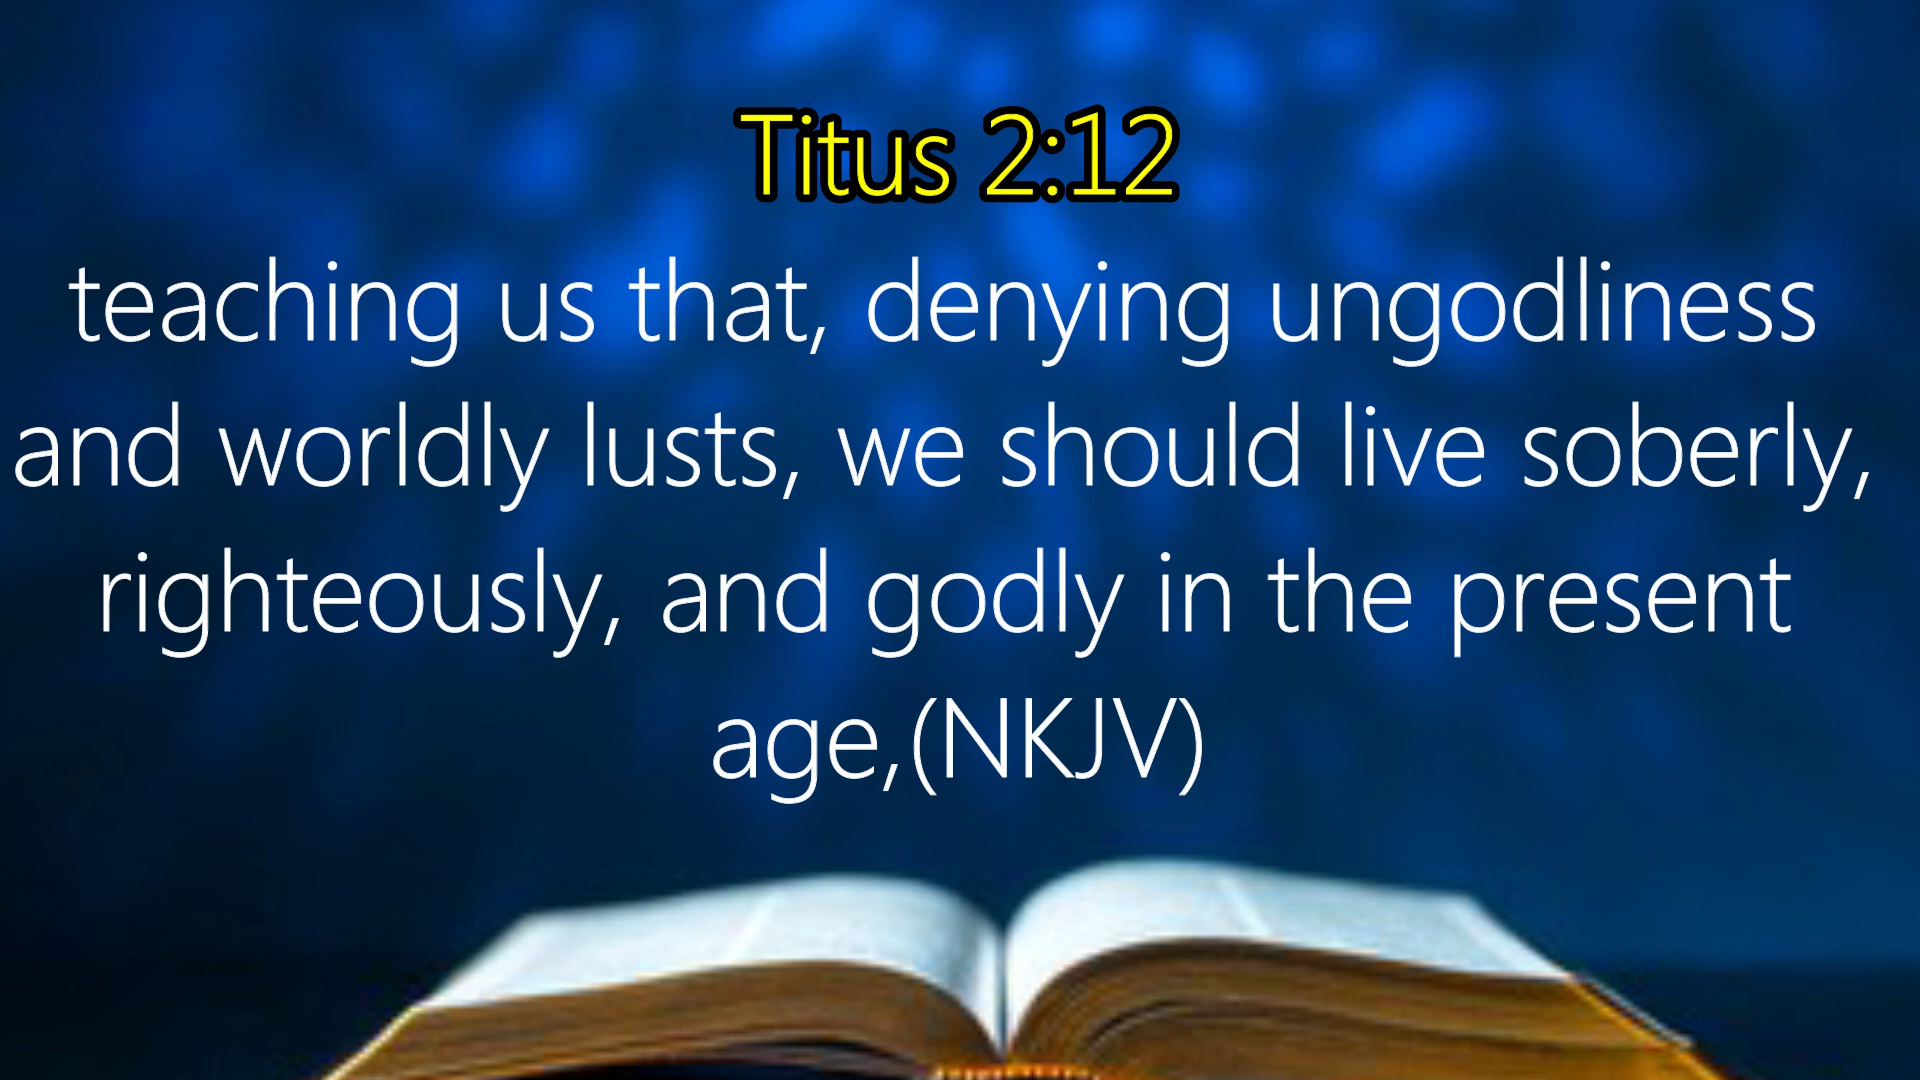 Titus 2:12
teaching us that, denying ungodliness
and worldly lusts, we should live soberly,
righteously, and godly in the present
age,(NKJV)